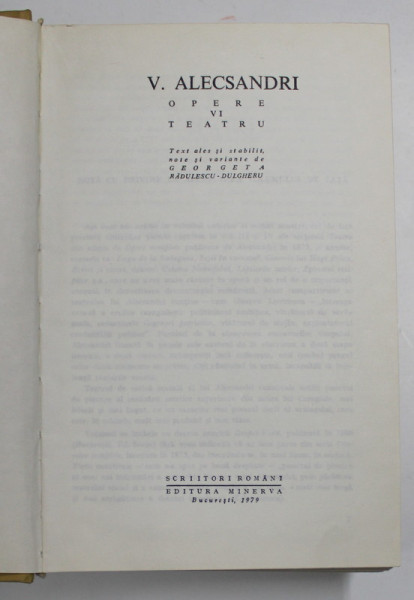 V. ALECSANDRI
OPERE
VI
TEATRU
Text ales și stabilit,
note și variante de
GEORGETA
RĂDULESCU-DULGHERU
SCRIITORI ROMÂNI
EDITURA MINERVA
București, 1979